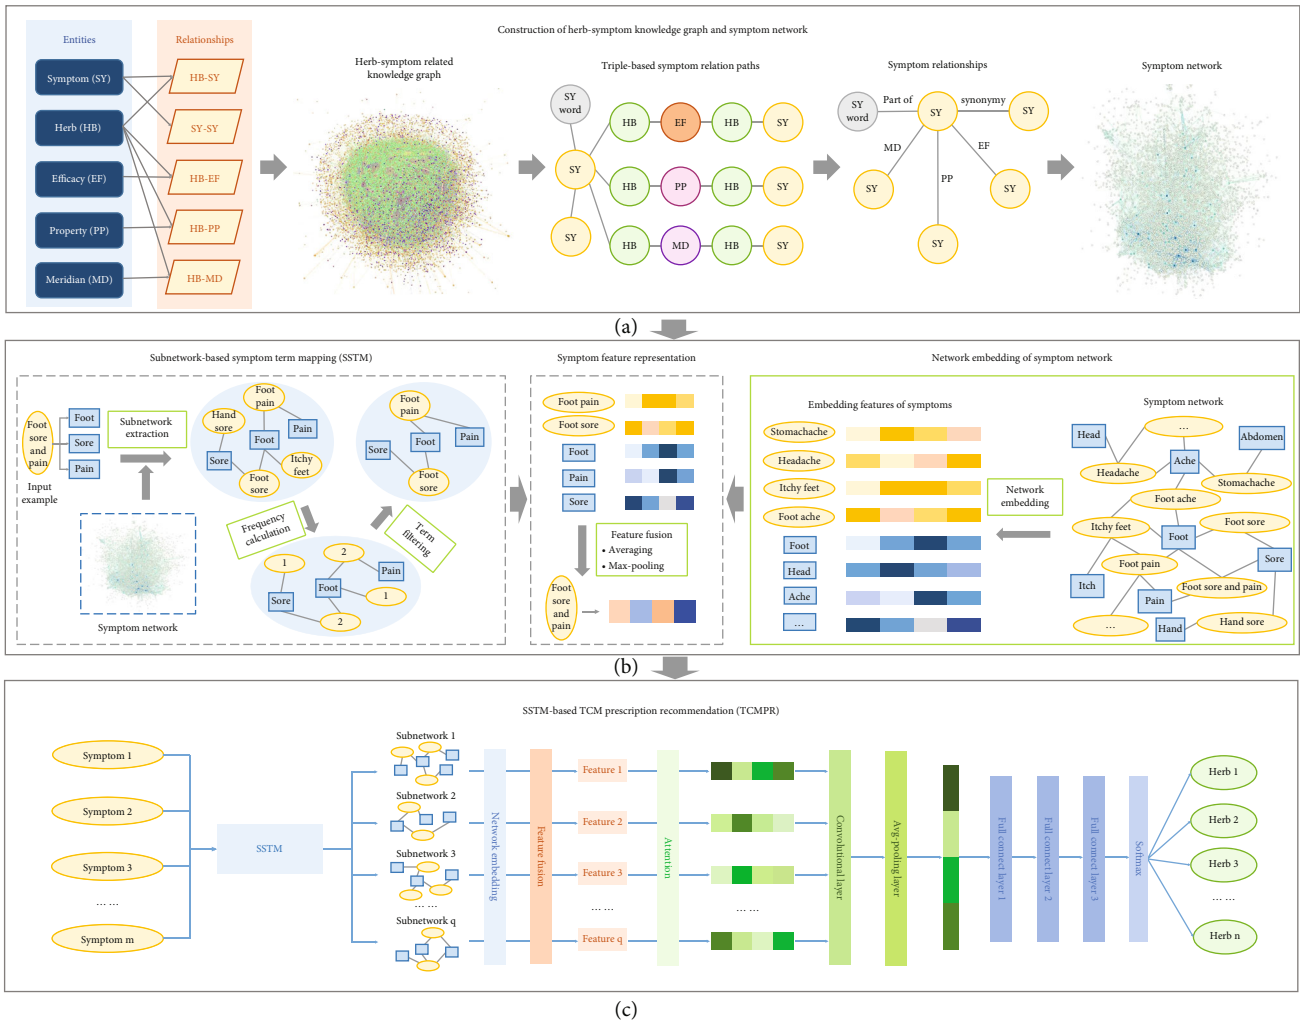 Construction of herb-symptom knowledge graph and symptom network
Entities
Relationships
Symptom (SY)
Herb (HB)
Efficacy (EF)
Property (PP)
Meridian (MD)
HB-SY
SY-SY
HB-EF
HB-PP
HB-MD
Herb-symptom related
knowledge graph
Triple-based symptom relation paths
SY
word
SY
SY
HB
EF
HB
SY
HB
PP
HB
SY
HB
MD
HB
SY
Symptom relationships
SY
word
Part of
SY
synonymy
SY
MD
EF
PP
SY
SY
SY
Symptom network
(a)
Subnetwork-based symptom term mapping (SSTM)
Foot
sore
and
pain
Input
example
Foot
Sore
Pain
Subnetwork
extraction
Symptom network
Foot
pain
Hand
sore
Foot
Pain
Sore
Itchy
feet
Foot
sore
Frequency
calculation
1
2
Pain
Foot
Sore
1
2
Term
filtering
Foot
pain
Pain
Foot
Sore
Foot
sore
Symptom feature representation
Foot pain
Foot sore
Foot
Pain
Sore
Feature fusion
• Averaging
• Max-pooling
Foot
sore
and
pain
Network embedding of symptom network
Embedding features of symptoms
Stomachache
Headache
Itchy feet
Foot ache
Foot
Head
Ache
...
Network
embedding
Symptom network
Head
...
Abdomen
Headache
Ache
Stomachache
Foot ache
Itchy feet
Foot sore
Foot
Sore
Foot pain
Itch
Foot sore and pain
Pain
...
Hand
Hand sore
(b)
SSTM-based TCM prescription recommendation (TCMPR)
Symptom 1
Symptom 2
Symptom 3
... ...
Symptom m
SSTM
Subnetwork 1
Subnetwork 2
Subnetwork 3
... ...
Subnetwork q
Network embedding
Feature fusion
Feature 1
Feature 2
Feature 3
... ...
Feature q
Attention
... ...
Convolutional layer
Avg-pooling layer
Full connect layer 1
Full connect layer 2
Full connect layer 3
Softmax
Herb 1
Herb 2
Herb 3
... ...
Herb n
(c)